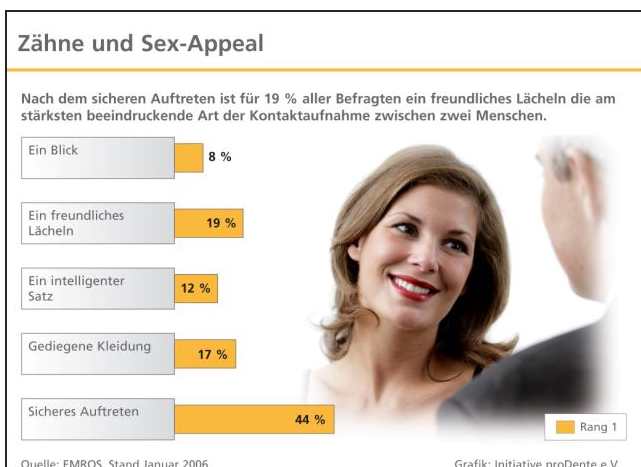 Zähne und Sex-Appeal
Nach dem sicheren Auftreten ist für 19 % aller Befragten ein freundliches Lächeln die am
stärksten beeindruckende Art der Kontaktaufnahme zwischen zwei Menschen.
Ein Blick
8 %
Ein freundliches
Lächeln
19 %
Ein intelligenter
Satz
12 %
Gediegene Kleidung
17 %
Sicheres Auftreten
44 %
Rang 1
Quelle: EMROS, Stand Januar 2006
Grafik: Initiative proDente e.V.